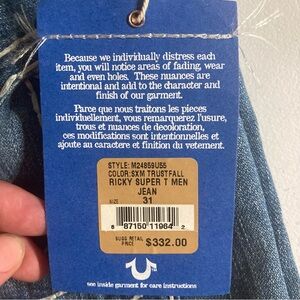 Because we individually distress each
item, you will notice areas of fading, wear
and even holes. These nuances are
intentional and add to the character and
finish of our garment.
Parce que nous traitons les pieces
individuellement, vous remarquerez l'usure,
trous et nuances de decoloration,
ces modifications sont intentionnelles et
ajoute au caractere et finition du vetement.
STYLE: M24859U55
COLOR:SXM TRUSTFALL
RICKY SUPER T MEN
JEAN
SIZE 31
8 87150 11964 2
SUGG RETAIL
PRICE $332.00
see inside garment for care instructions